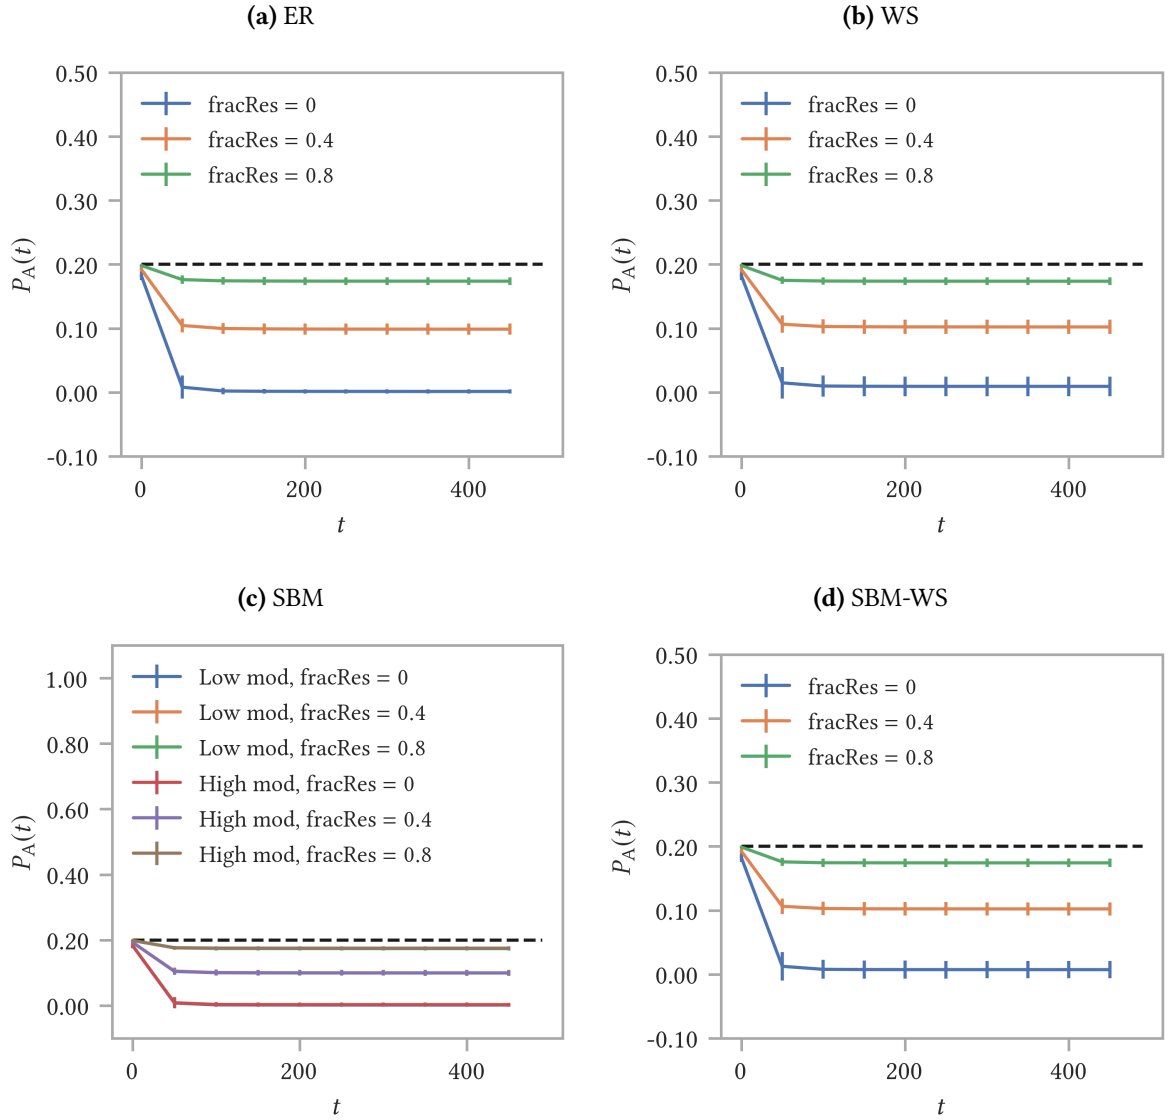 (a) ER
0.50
0.40
0.30
0.20
0.10
0.00
-0.10
P_A(t)
fracRes = 0
fracRes = 0.4
fracRes = 0.8
0 200 400
t
(b) WS
0.50
0.40
0.30
0.20
0.10
0.00
-0.10
P_A(t)
fracRes = 0
fracRes = 0.4
fracRes = 0.8
0 200 400
t
(c) SBM
1.00
0.80
0.60
0.40
0.20
0.00
P_A(t)
Low mod, fracRes = 0
Low mod, fracRes = 0.4
Low mod, fracRes = 0.8
High mod, fracRes = 0
High mod, fracRes = 0.4
High mod, fracRes = 0.8
0 200 400
t
(d) SBM-WS
0.50
0.40
0.30
0.20
0.10
0.00
-0.10
P_A(t)
fracRes = 0
fracRes = 0.4
fracRes = 0.8
0 200 400
t